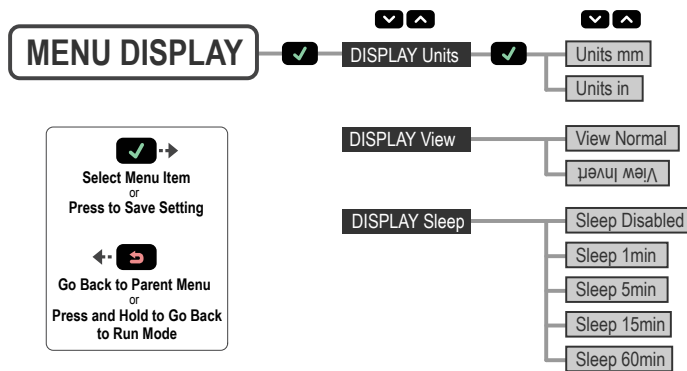 MENU DISPLAY
DISPLAY Units
Units mm
Units in
DISPLAY View
View Normal
View Invert
DISPLAY Sleep
Sleep Disabled
Sleep 1min
Sleep 5min
Sleep 15min
Sleep 60min
Select Menu Item
or
Press to Save Setting
Go Back to Parent Menu
or
Press and Hold to Go Back
to Run Mode